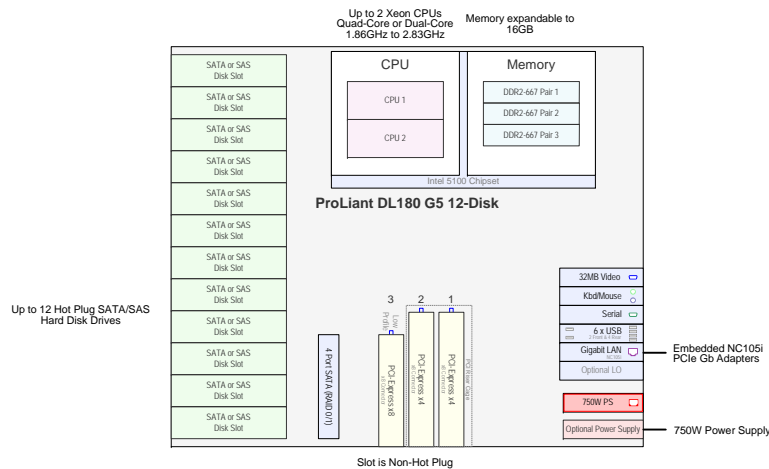 Up to 2 Xeon CPUs
Quad-Core or Dual-Core
1.86GHz to 2.83GHz
Memory expandable to
16GB
CPU
CPU 1
CPU 2
Memory
DDR2-667 Pair 1
DDR2-667 Pair 2
DDR2-667 Pair 3
Intel 5100 Chipset
ProLiant DL180 G5 12-Disk
SATA or SAS
Disk Slot
SATA or SAS
Disk Slot
SATA or SAS
Disk Slot
SATA or SAS
Disk Slot
SATA or SAS
Disk Slot
SATA or SAS
Disk Slot
SATA or SAS
Disk Slot
SATA or SAS
Disk Slot
SATA or SAS
Disk Slot
SATA or SAS
Disk Slot
SATA or SAS
Disk Slot
SATA or SAS
Disk Slot
Up to 12 Hot Plug SATA/SAS
Hard Disk Drives
4 Port SATA (RAID 0/1)
3
2
1
Low
Profile
PCI-Express x8
PCI-Express x4
PCI-Express x4
PCI Riser Cage
32MB Video
Kbd/Mouse
Serial
6 x USB
2 Front & 4 Rear
Gigabit LAN
NC105i
Optional LO
Embedded NC105i
PCIe Gb Adapters
750W PS
Optional Power Supply
750W Power Supply
Slot is Non-Hot Plug